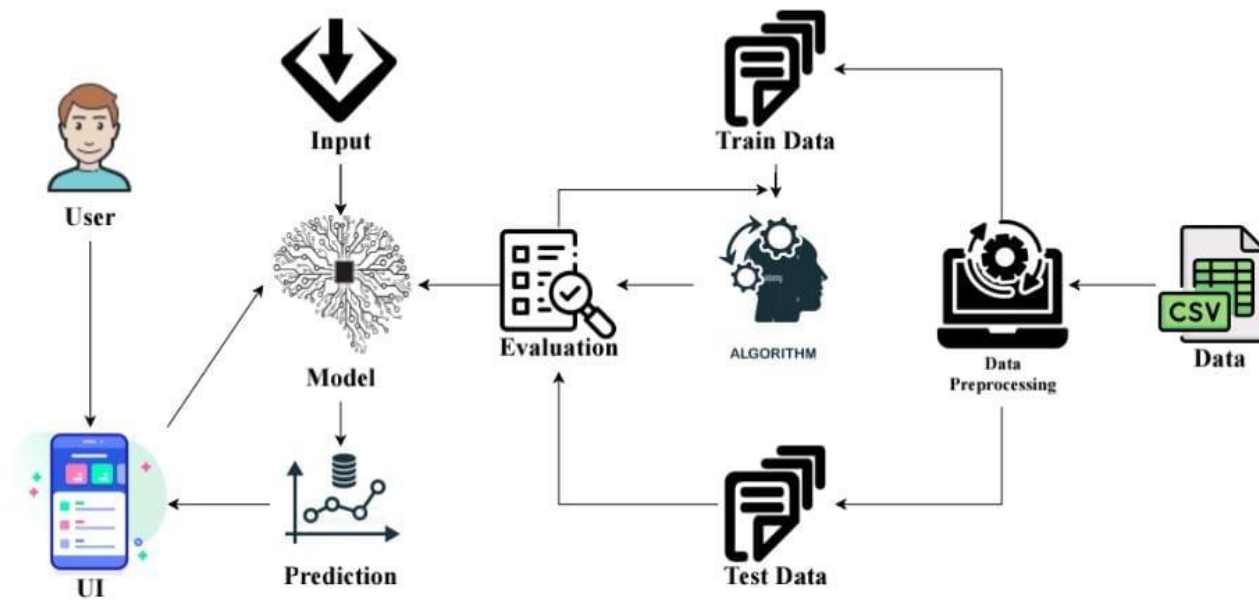 Input
Train Data
User
CSV
Evaluation
ALGORITHM
Data
Data
Preprocessing
Model
UI
Prediction
Test Data